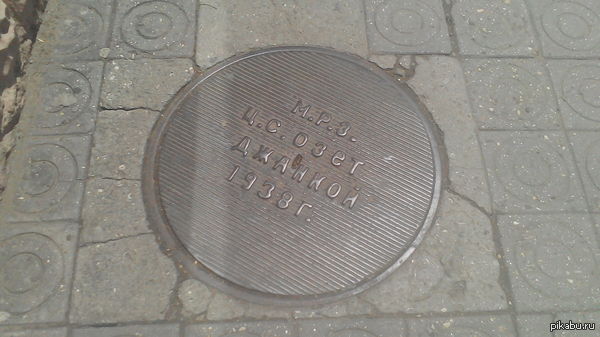 М.Р.З.
Ц.С. ОЗЕТ
ДЖАНКОЙ
1938г.
pikabu.ru